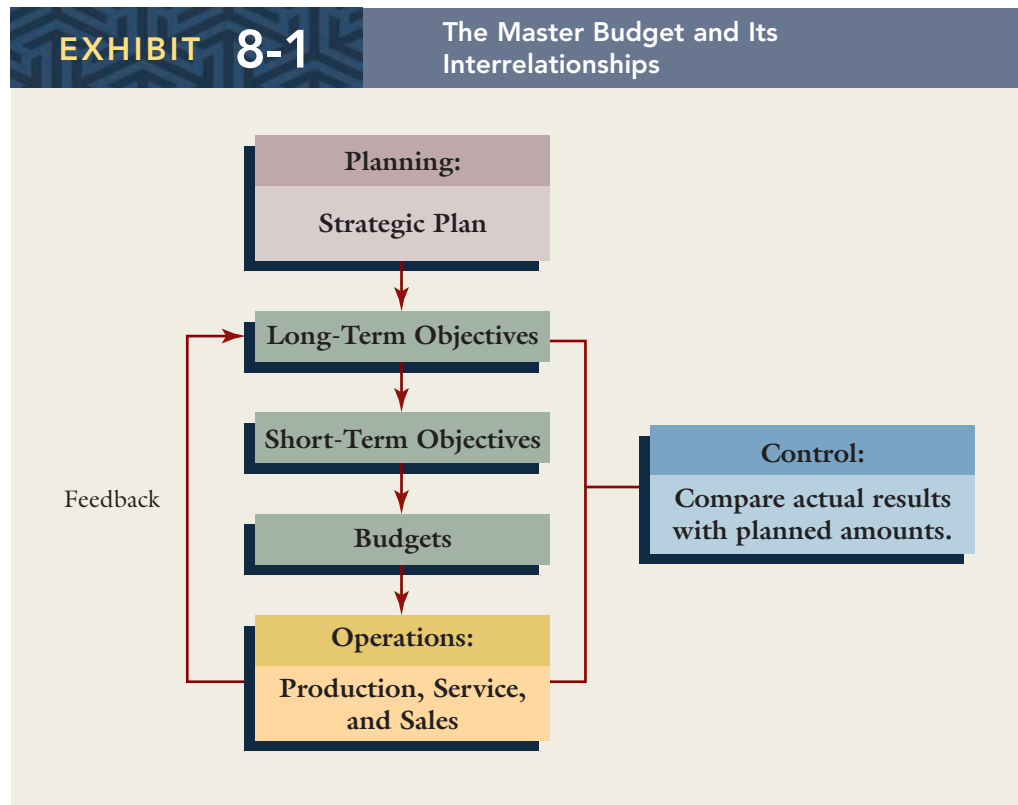 EXHIBIT 8-1
The Master Budget and Its
Interrelationships
Planning:
Strategic Plan
Long-Term Objectives
Short-Term Objectives
Feedback
Budgets
Operations:
Production, Service,
and Sales
Control:
Compare actual results
with planned amounts.